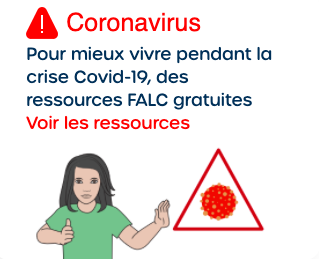 Coronavirus
Pour mieux vivre pendant la
crise Covid-19, des
ressources FALC gratuites
Voir les ressources